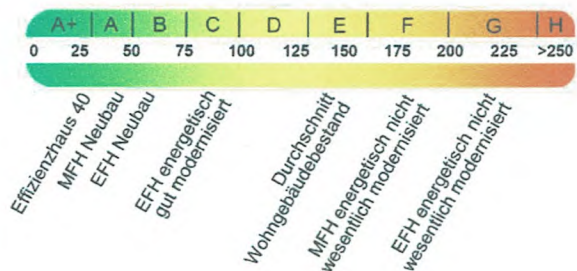 A+ A B C D E F G H
0 25 50 75 100 125 150 175 200 225 >250
Effizienzhaus 40
MFH Neubau
EFH Neubau
EFH energetisch
gut modernisiert
Durchschnitt
Wohngebäudebestand
MFH energetisch nicht
wesentlich modernisiert
EFH energetisch nicht
wesentlich modernisiert